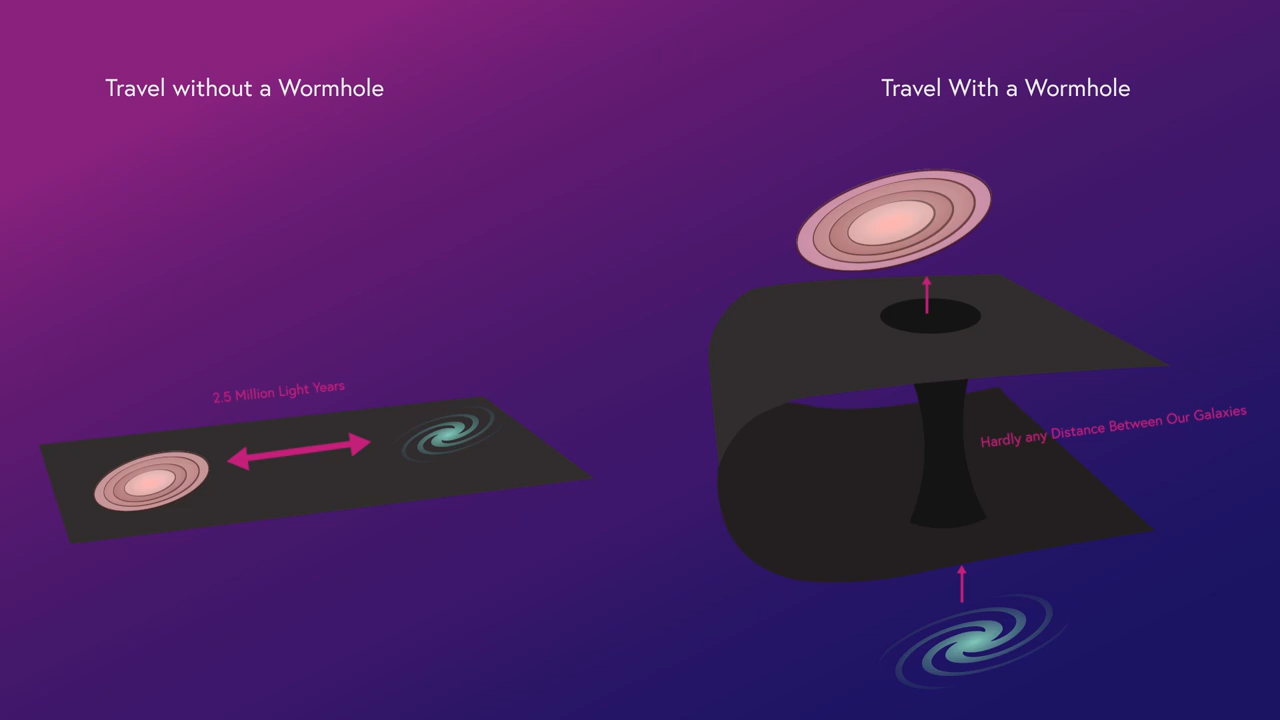 Travel without a Wormhole
Travel With a Wormhole
2.5 Million Light Years
Hardly any Distance Between Our Galaxies